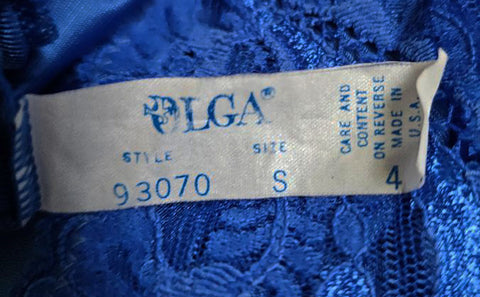 OLGA®
STYLE SIZE
93070 S 4
CARE AND
CONTENT
ON REVERSE
MADE IN
U.S.A.